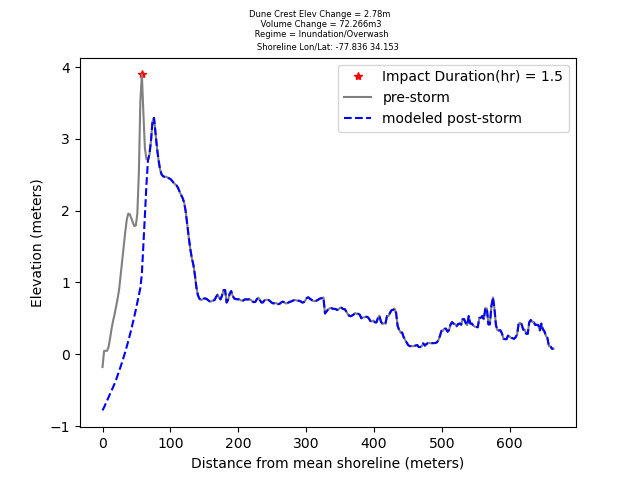 Dune Crest Elev Change = 2.78m
Volume Change = 72.266m3
Regime = Inundation/Overwash
Shoreline Lon/Lat: -77.836 34.153
Impact Duration(hr) = 1.5
pre-storm
modeled post-storm
Elevation (meters)
4
3
2
1
0
−1
0 100 200 300 400 500 600
Distance from mean shoreline (meters)